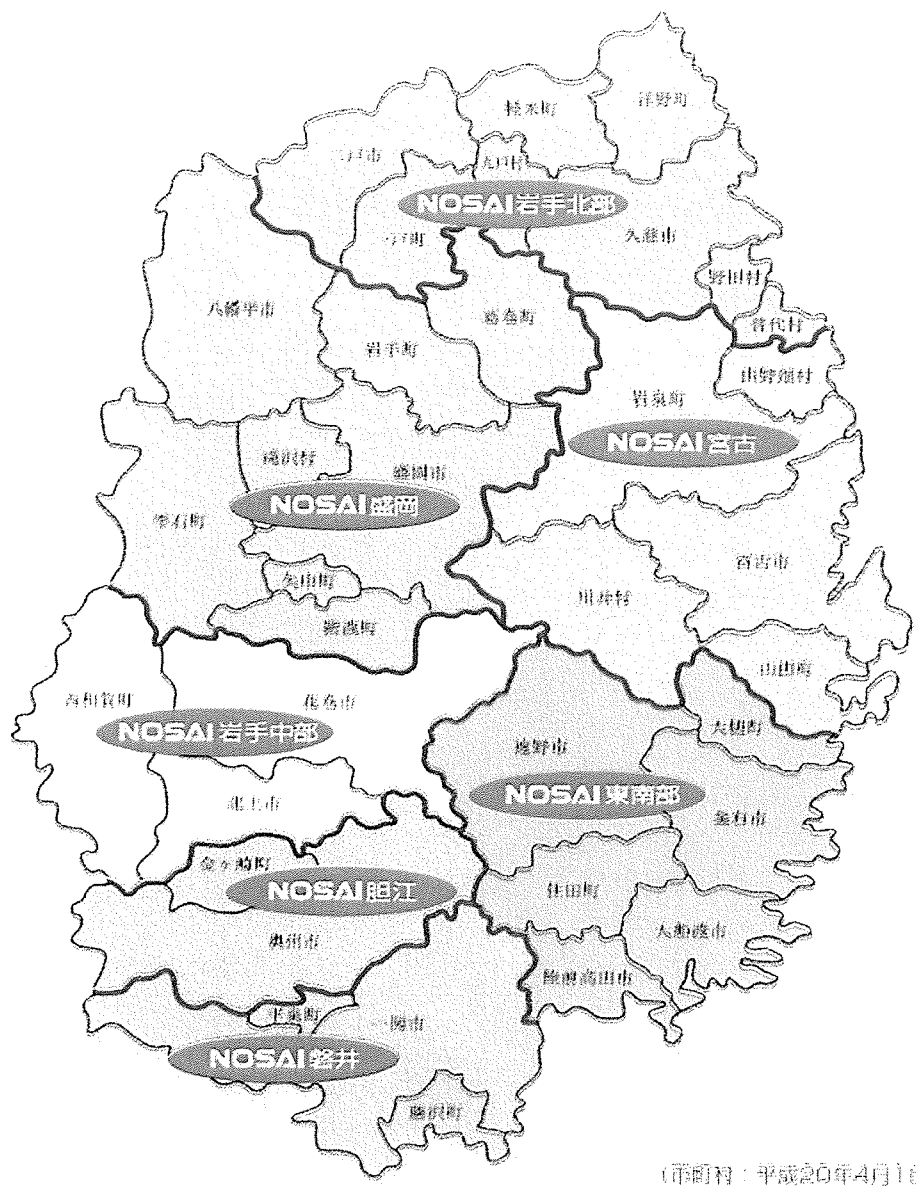 洋野町
軽米町
二戸市
九戸村
NOSAI岩手北部
一戸町
久慈市
野田村
普代村
八幡平市
葛巻町
岩手町
田野畑村
岩泉町
NOSAI宮古
滝沢村
盛岡市
NOSAI盛岡
雫石町
宮古市
矢巾町
川井村
紫波町
山田町
西和賀町
花巻市
大槌町
NOSAI岩手中部
遠野市
NOSAI東南部
北上市
釜石市
金ヶ崎町
NOSAI胆江
住田町
大船渡市
奥州市
陸前高田市
平泉町
一関市
NOSAI磐井
藤沢町
(市町村：平成20年4月1